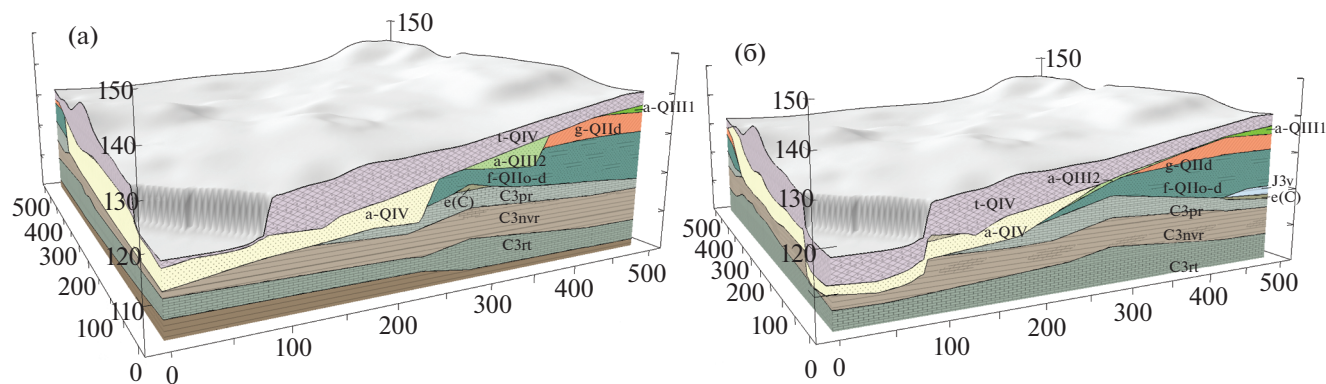 (а)
150
150
140
130
120
110
t-QIV
a-QIII2
g-QIId
a-QIII1
f-QIIo-d
a-QIV
e(C)
C3pr
C3nvr
C3rt
500
400
300
200
100
0
0
100
200
300
400
500
(б)
150
150
140
130
120
a-QIII1
a-QIII2
g-QIId
f-QIIo-d
J3v
e(C)
t-QIV
a-QIV
C3pr
C3nvr
C3rt
500
400
300
200
100
0
0
100
200
300
400
500